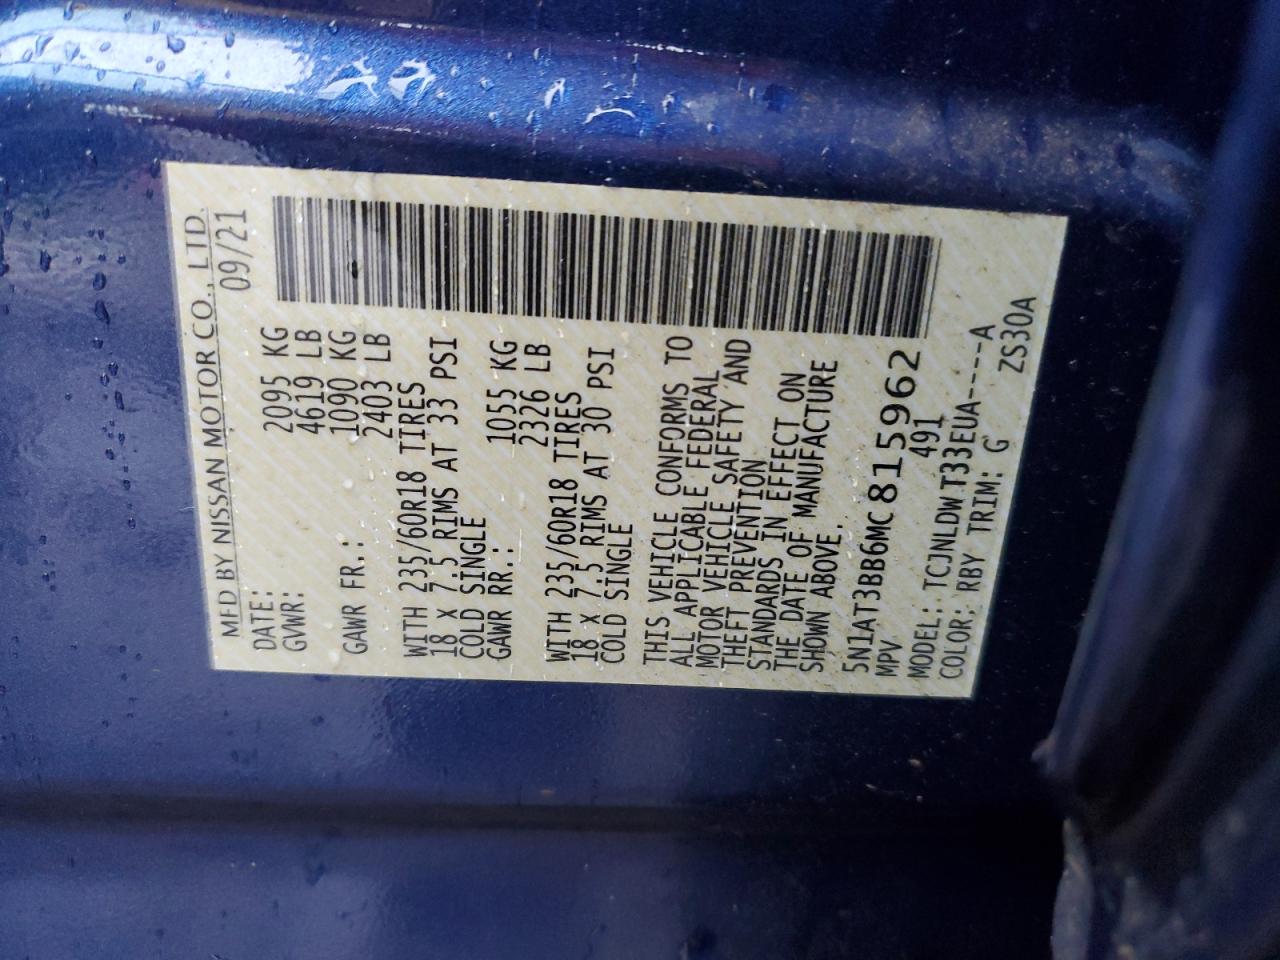 MFD BY NISSAN MOTOR CO., LTD.
DATE: 09/21
GVWR: 2095 KG
4619 LB
GAWR FR.: 1090 KG
2403 LB
WITH 235/60R18 TIRES
18 X 7.5 RIMS AT 33 PSI
COLD SINGLE
GAWR RR.: 1055 KG
2326 LB
WITH 235/60R18 TIRES
18 X 7.5 RIMS AT 30 PSI
COLD SINGLE
THIS VEHICLE CONFORMS TO
ALL APPLICABLE FEDERAL
MOTOR VEHICLE SAFETY AND
THEFT PREVENTION
STANDARDS IN EFFECT ON
THE DATE OF MANUFACTURE
SHOWN ABOVE.
5N1AT3BB6MC815962
MPV 491
MODEL: TCJNLDW T33EUA----A
COLOR: RBY TRIM: G ZS30A